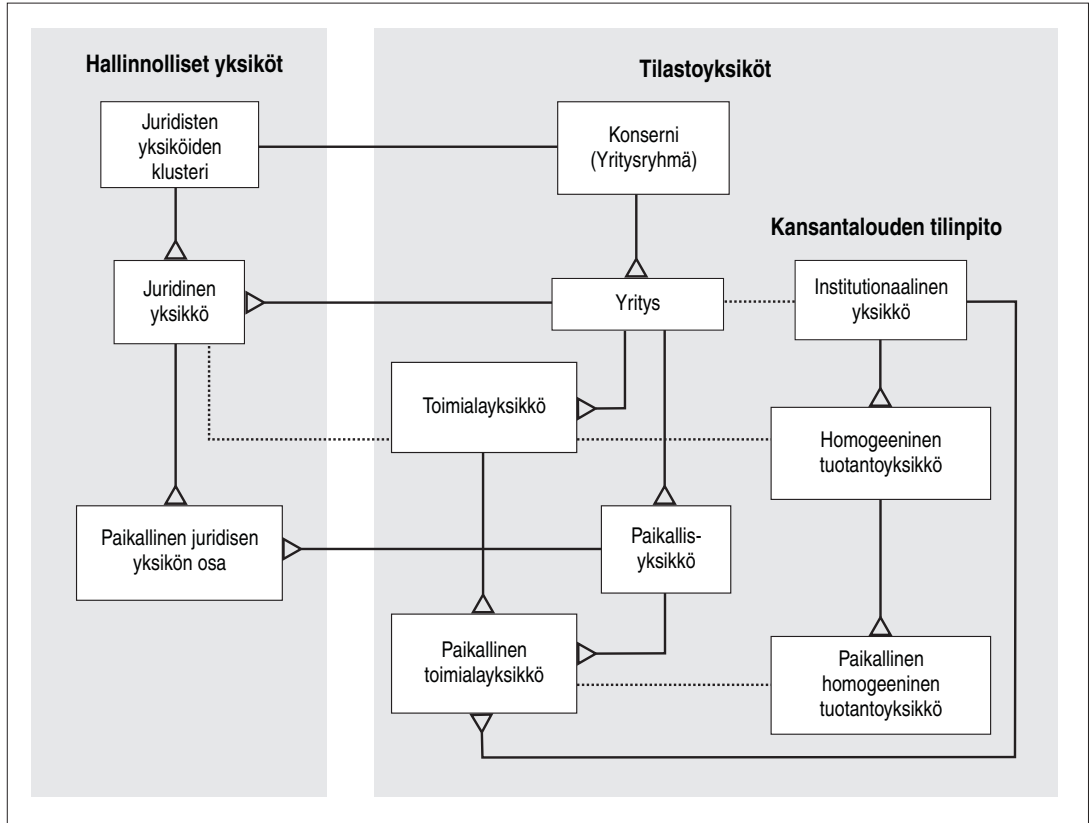 Hallinnolliset yksiköt
Tilastoyksiköt
Juridisten
yksiköiden
klusteri
Konserni
(Yritysryhmä)
Kansantalouden tilinpito
Juridinen
yksikkö
Yritys
Institutionaalinen
yksikkö
Toimialayksikkö
Homogeeninen
tuotantoyksikkö
Paikallinen juridisen
yksikön osa
Paikallis-
yksikkö
Paikallinen
toimialayksikkö
Paikallinen
homogeeninen
tuotantoyksikkö